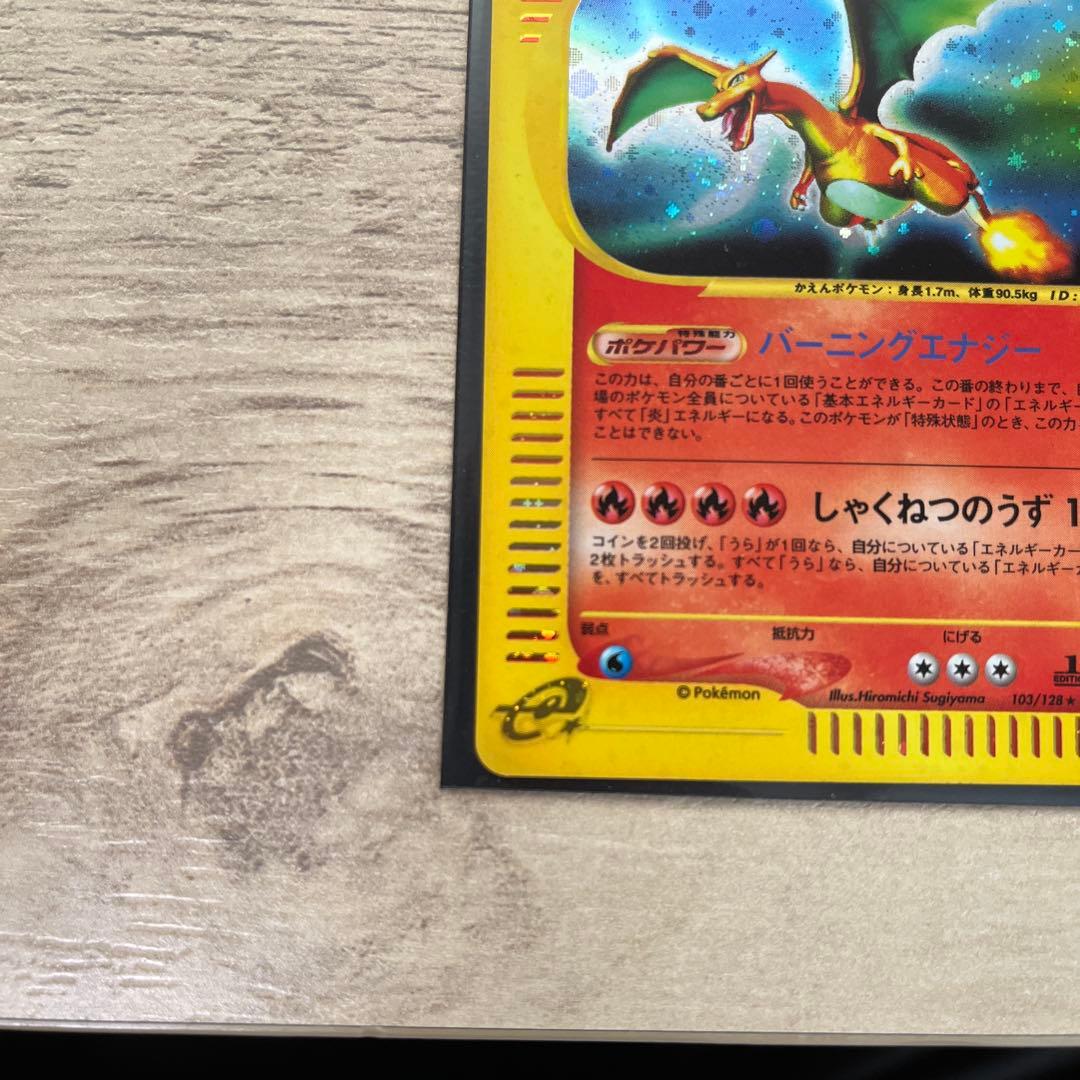 かえんポケモン：身長1.7m、体重90.5kg ID:
特殊能力
ポケパワー バーニングエナジー
この力は、自分の番ごとに1回使うことができる。この番の終わりまで、
場のポケモン全員についている「基本エネルギーカード」の「エネルギー
すべて「炎」エネルギーになる。このポケモンが「特殊状態」のとき、この力
ことはできない。
しゃくねつのうず 1
コインを2回投げ、「うら」が1回なら、自分についている「エネルギーカー
2枚トラッシュする。すべて「うら」なら、自分についている「エネルギーカ
を、すべてトラッシュする。
弱点 抵抗力 にげる
1
EDITIO
©Pokémon Illus.Hiromichi Sugiyama 103/128★
e